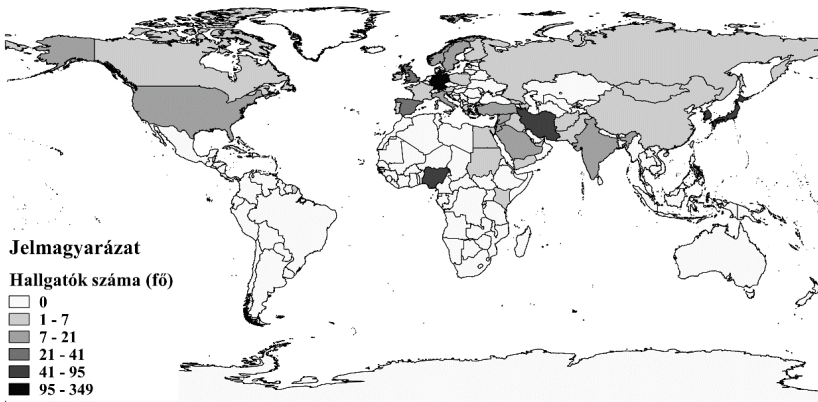 Jelmagyarázat
Hallgatók száma (fő)
0
1 - 7
7 - 21
21 - 41
41 - 95
95 - 349